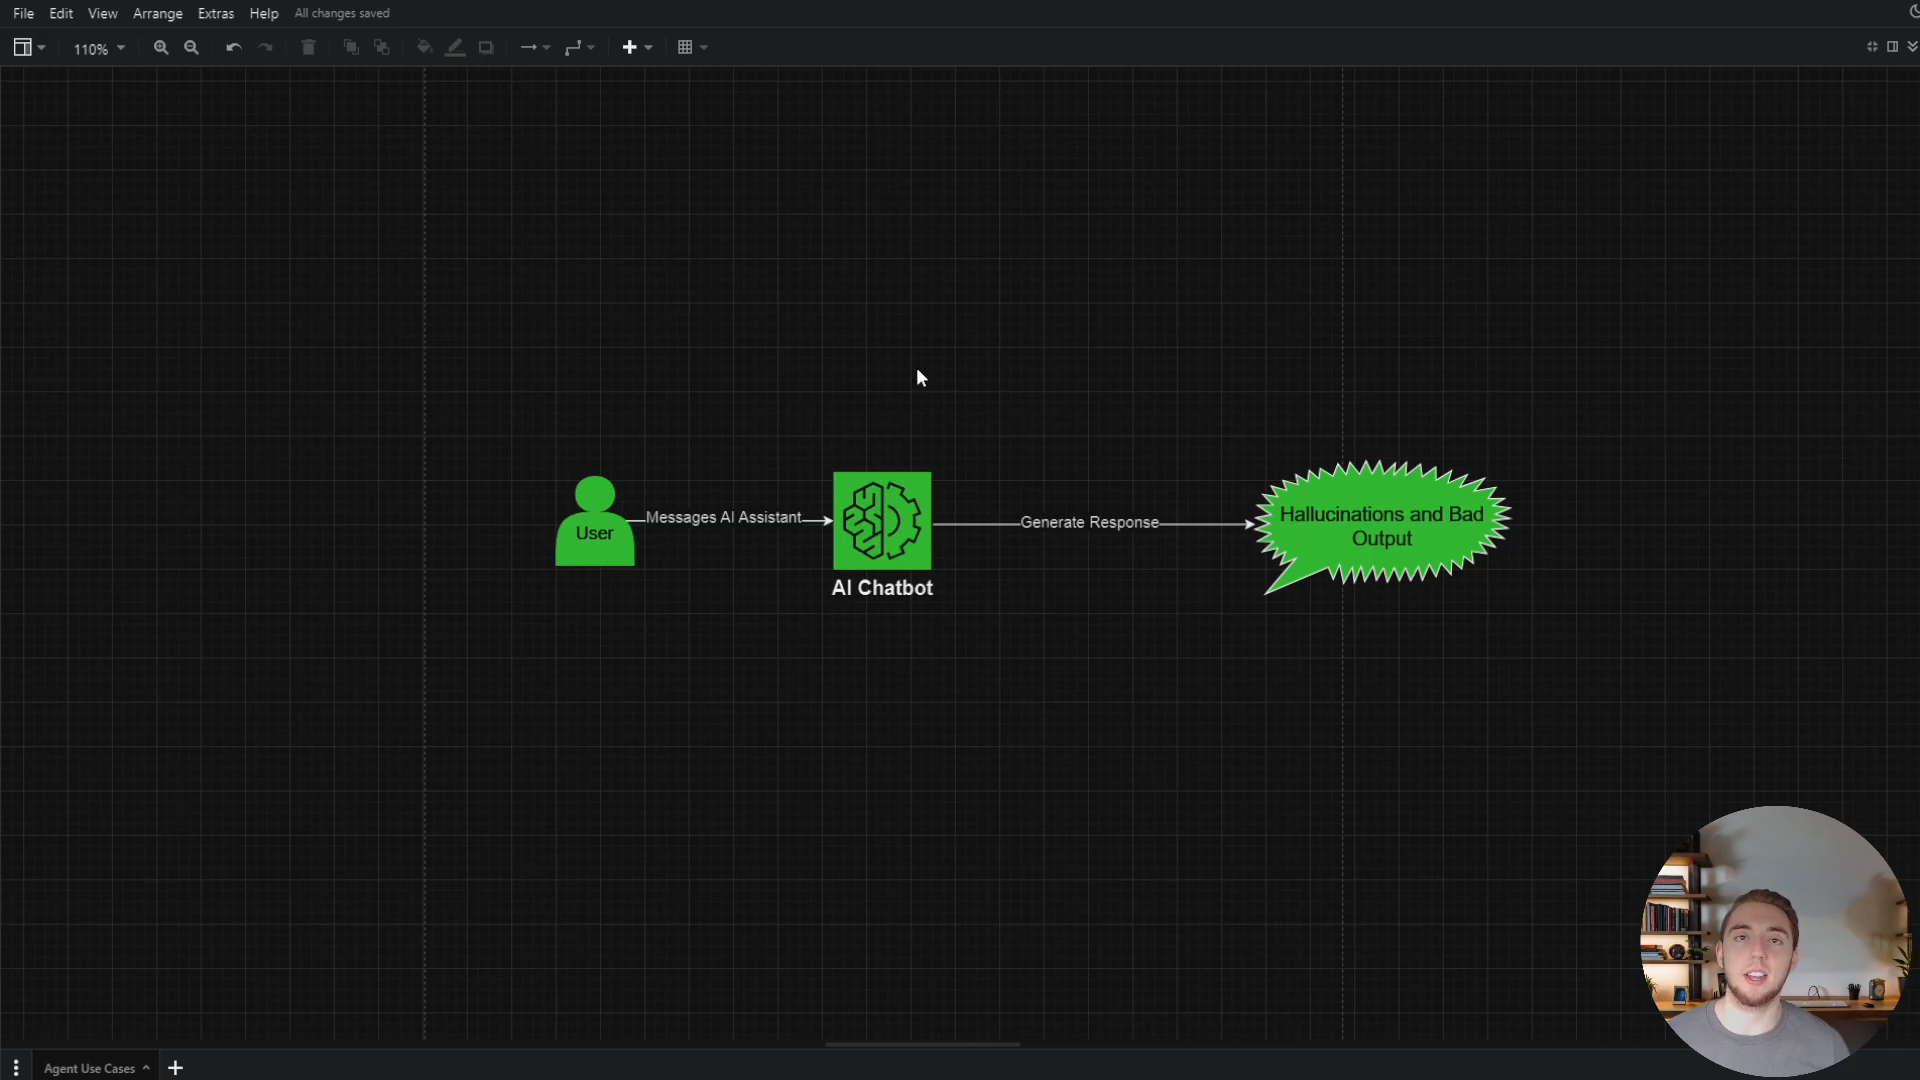 File Edit View Arrange Extras Help All changes saved
110%
User
Messages AI Assistant
AI Chatbot
Generate Response
Hallucinations and Bad
Output
Agent Use Cases